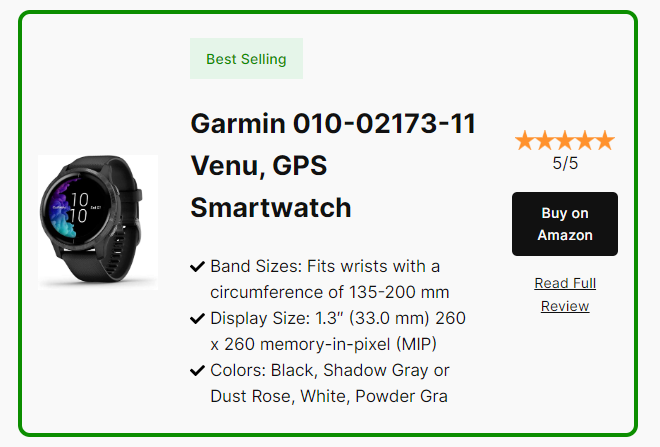 Best Selling
Garmin 010-02173-11
Venu, GPS
Smartwatch
Band Sizes: Fits wrists with a
circumference of 135-200 mm
Display Size: 1.3″ (33.0 mm) 260
x 260 memory-in-pixel (MIP)
Colors: Black, Shadow Gray or
Dust Rose, White, Powder Gra
5/5
Buy on
Amazon
Read Full
Review
10
10